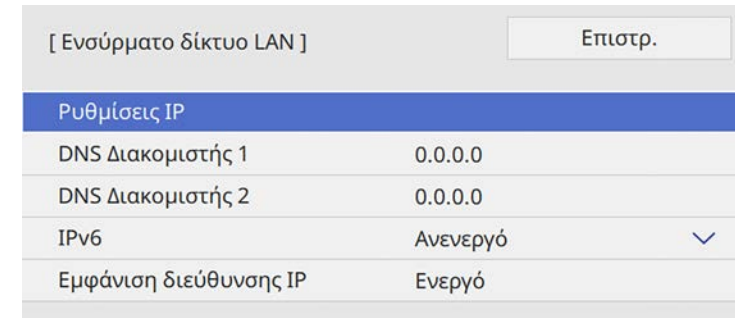 [ Ενσύρματο δίκτυο LAN ] Επιστρ.
Ρυθμίσεις IP
DNS Διακομιστής 1 0.0.0.0
DNS Διακομιστής 2 0.0.0.0
IPv6 Ανενεργό
Εμφάνιση διεύθυνσης IP Ενεργό